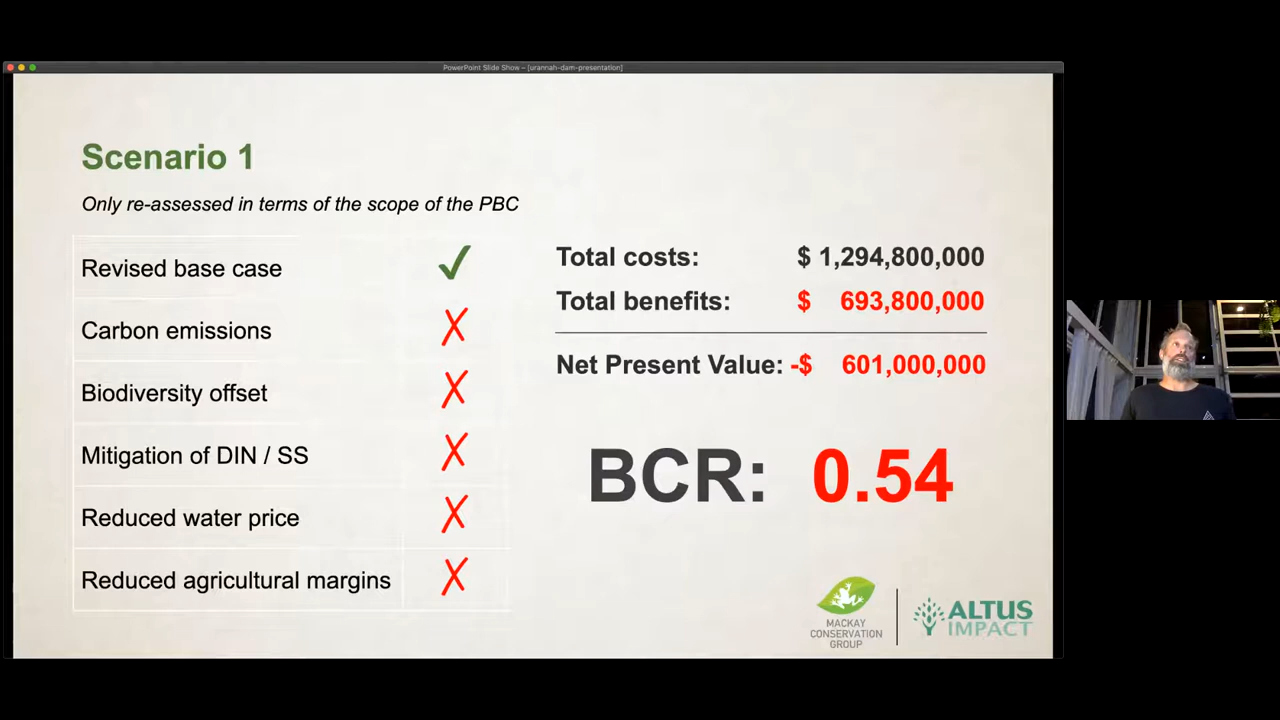 PowerPoint Slide Show – [urannah-dam-presentation]
Scenario 1
Only re-assessed in terms of the scope of the PBC
Revised base case
Carbon emissions
Biodiversity offset
Mitigation of DIN / SS
Reduced water price
Reduced agricultural margins
Total costs: $ 1,294,800,000
Total benefits: $ 693,800,000
Net Present Value: -$ 601,000,000
BCR: 0.54
MACKAY
CONSERVATION
GROUP
ALTUS
IMPACT